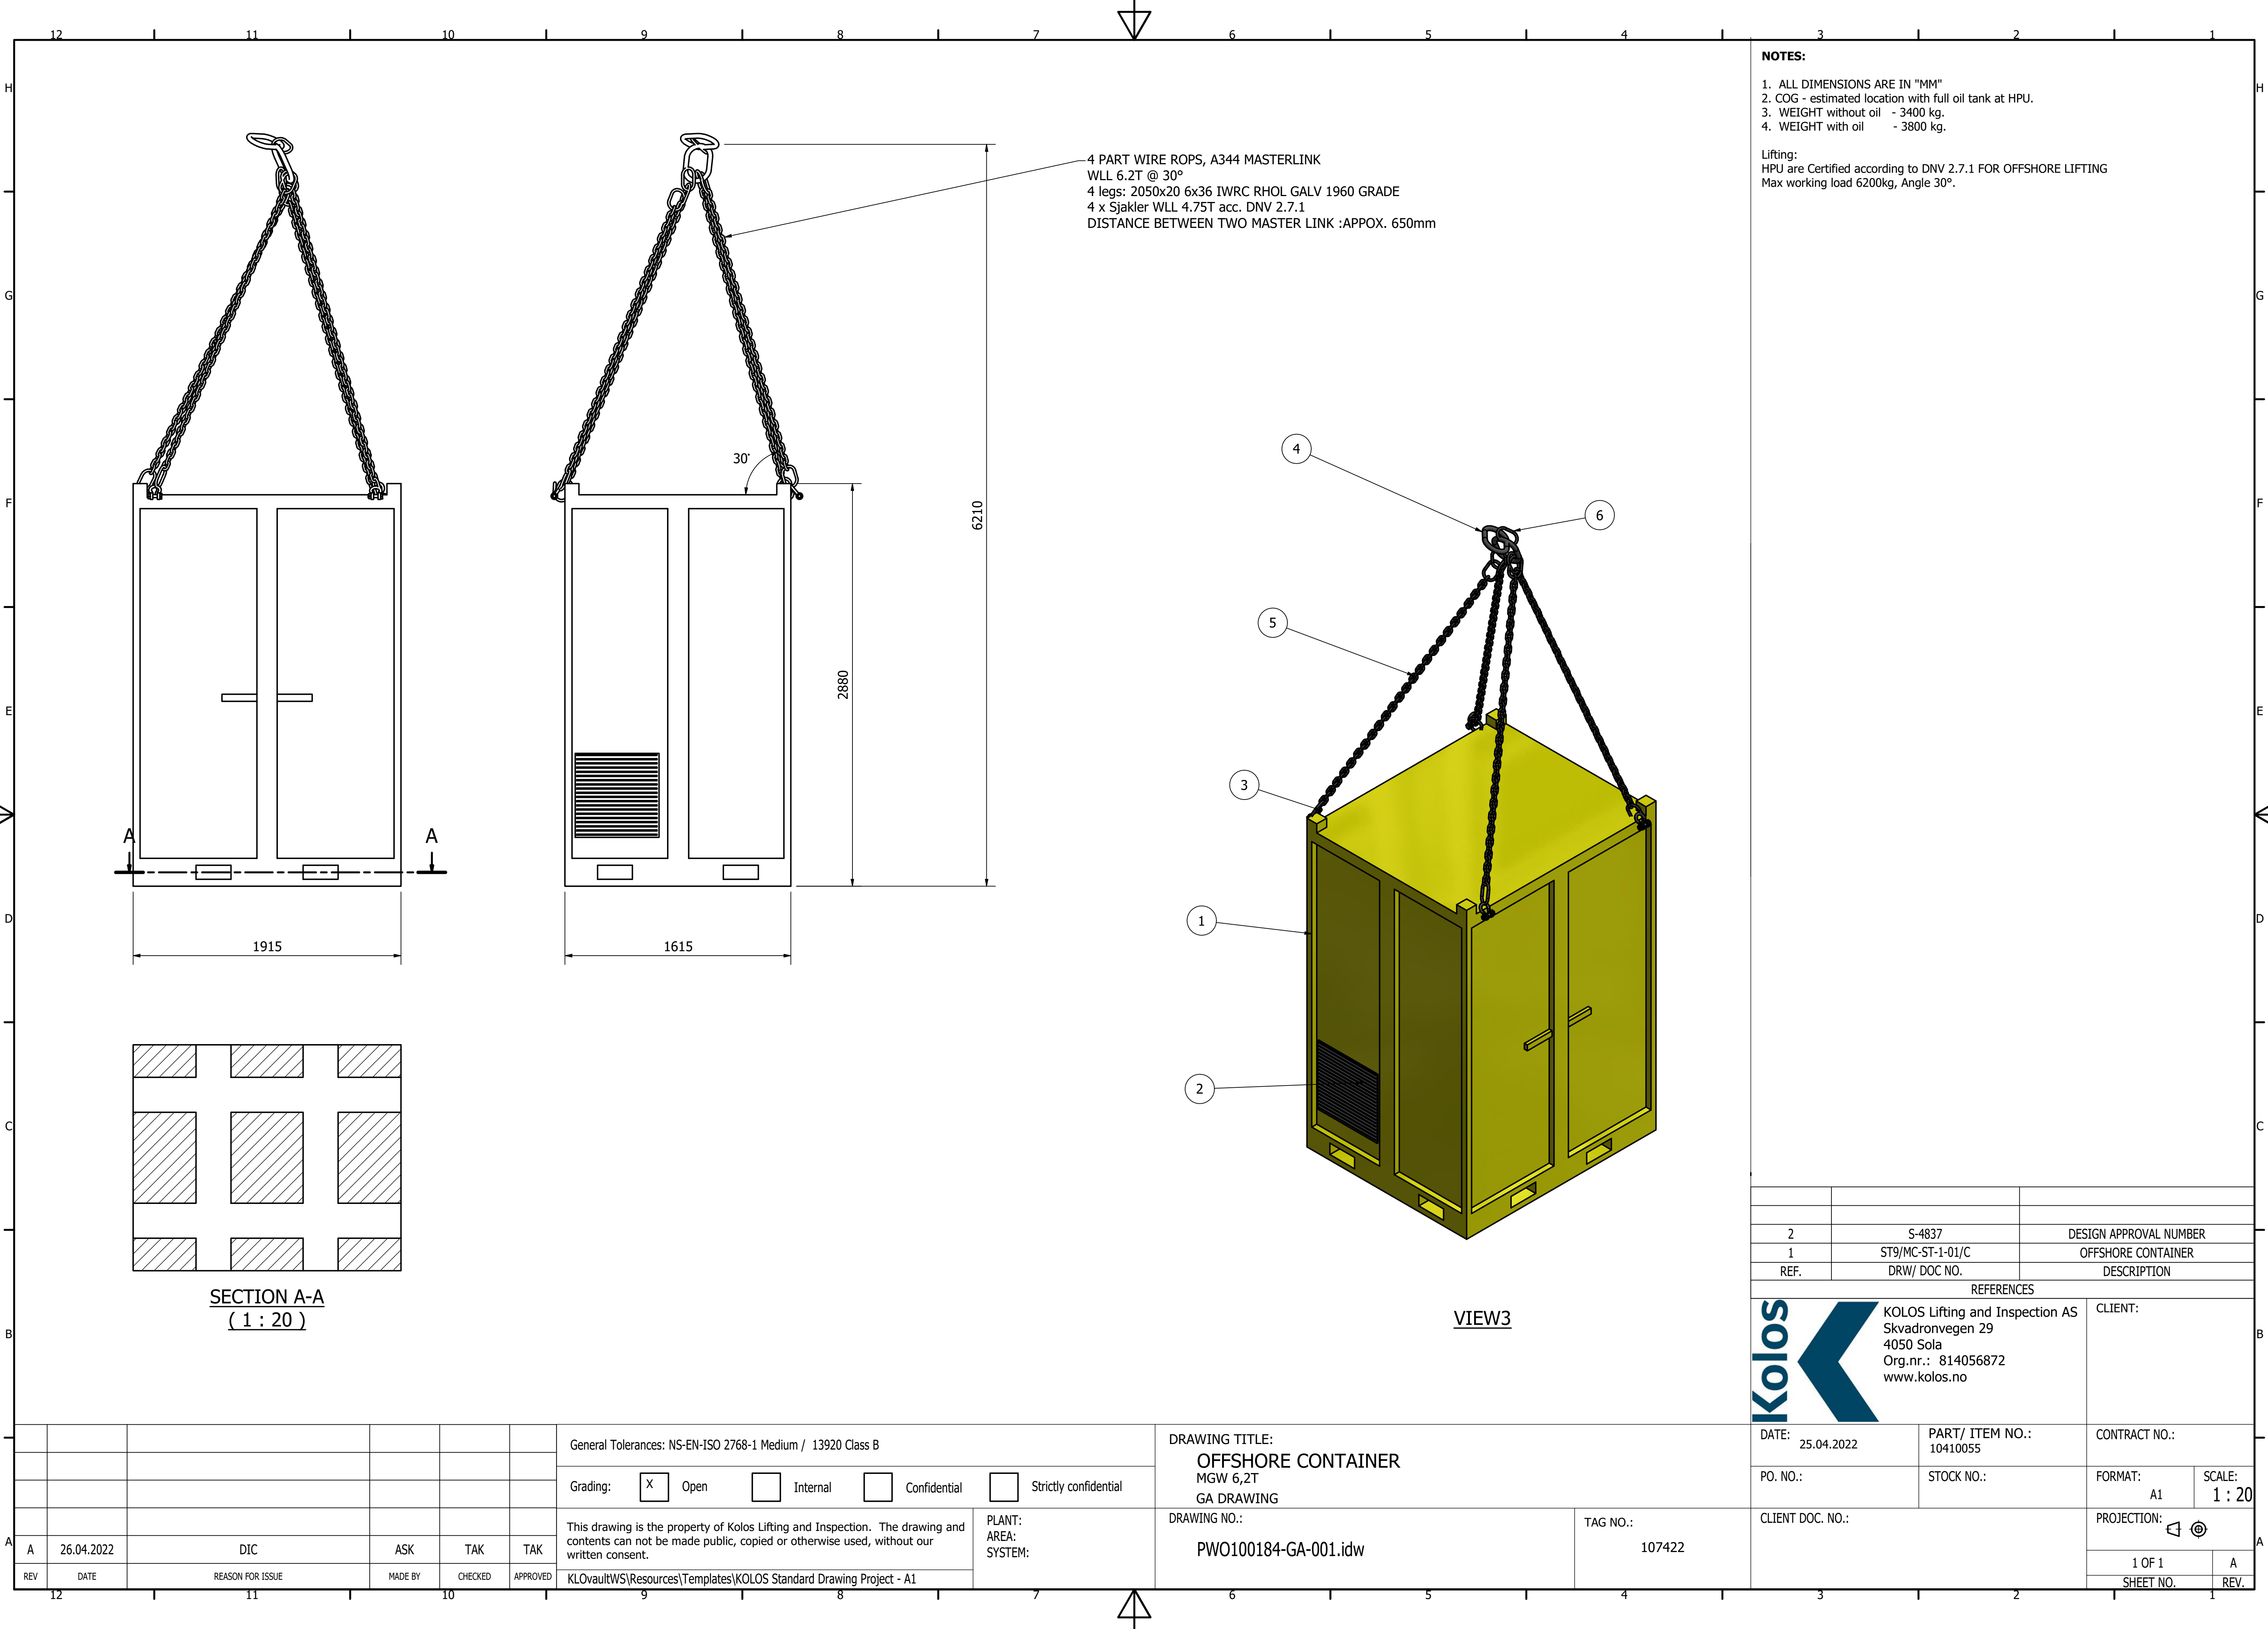 12 11 10 9 8 7 6 5 4 3 2 1
H H
G G
F F
E E
D D
C C
B B
A A
NOTES:
1. ALL DIMENSIONS ARE IN "MM"
2. COG - estimated location with full oil tank at HPU.
3. WEIGHT without oil - 3400 kg.
4. WEIGHT with oil - 3800 kg.
Lifting:
HPU are Certified according to DNV 2.7.1 FOR OFFSHORE LIFTING
Max working load 6200kg, Angle 30°.
4 PART WIRE ROPS, A344 MASTERLINK
WLL 6.2T @ 30°
4 legs: 2050x20 6x36 IWRC RHOL GALV 1960 GRADE
4 x Sjakler WLL 4.75T acc. DNV 2.7.1
DISTANCE BETWEEN TWO MASTER LINK :APPOX. 650mm
30°
6210
2880
A A
1915
1615
4
6
5
3
1
2
SECTION A-A
( 1 : 20 )
VIEW3
2 S-4837 DESIGN APPROVAL NUMBER
1 ST9/MC-ST-1-01/C OFFSHORE CONTAINER
REF. DRW/ DOC NO. DESCRIPTION
REFERENCES
Kolos
KOLOS Lifting and Inspection AS
Skvadronvegen 29
4050 Sola
Org.nr.: 814056872
www.kolos.no
CLIENT:
DATE: 25.04.2022
PART/ ITEM NO.:
10410055
CONTRACT NO.:
PO. NO.:
STOCK NO.:
FORMAT:
A1
SCALE:
1 : 20
CLIENT DOC. NO.:
PROJECTION:
1 OF 1 A
SHEET NO. REV.
General Tolerances: NS-EN-ISO 2768-1 Medium / 13920 Class B
Grading: X Open Internal Confidential Strictly confidential
This drawing is the property of Kolos Lifting and Inspection. The drawing and
contents can not be made public, copied or otherwise used, without our
written consent.
KLOvaultWS\Resources\Templates\KOLOS Standard Drawing Project - A1
PLANT:
AREA:
SYSTEM:
DRAWING TITLE:
OFFSHORE CONTAINER
MGW 6,2T
GA DRAWING
DRAWING NO.:
PWO100184-GA-001.idw
TAG NO.:
107422
A 26.04.2022 DIC ASK TAK TAK
REV DATE REASON FOR ISSUE MADE BY CHECKED APPROVED
12 11 10 9 8 7 6 5 4 3 2 1